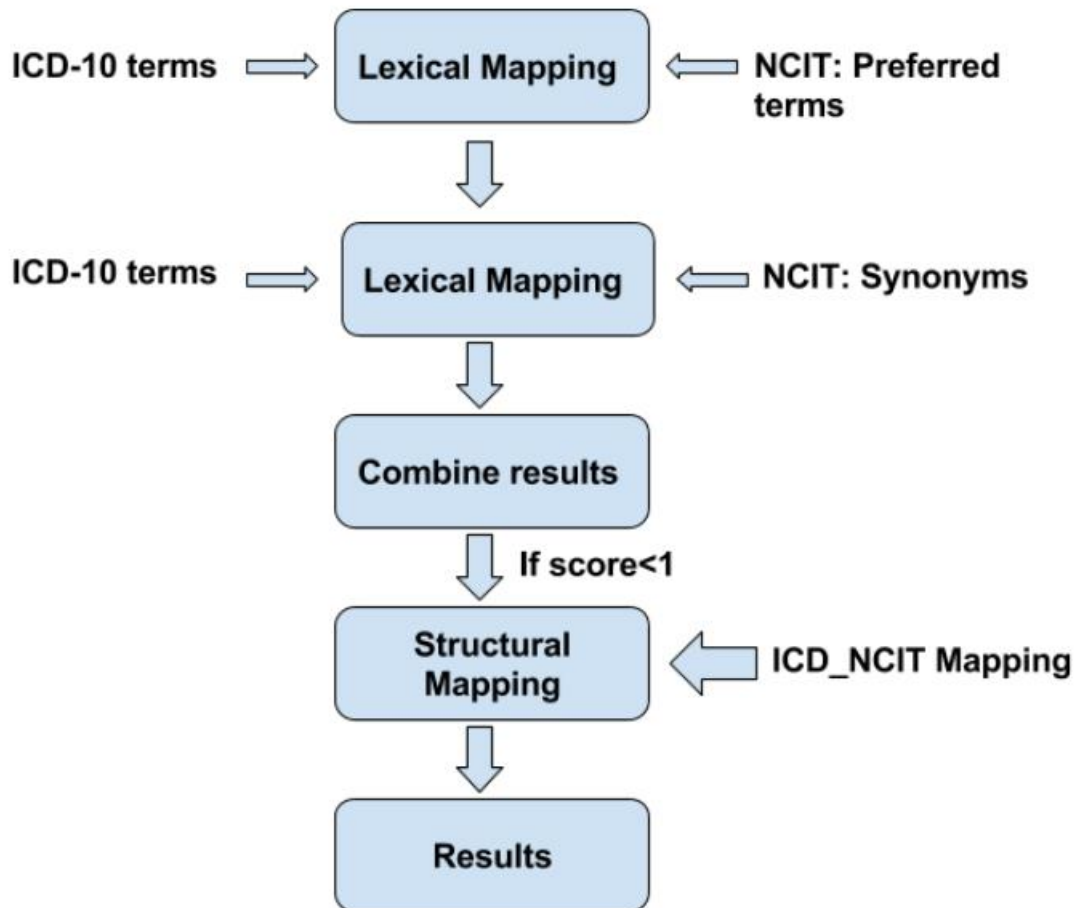 ICD-10 terms
Lexical Mapping
NCIT: Preferred
terms
ICD-10 terms
Lexical Mapping
NCIT: Synonyms
Combine results
If score<1
Structural
Mapping
ICD_NCIT Mapping
Results